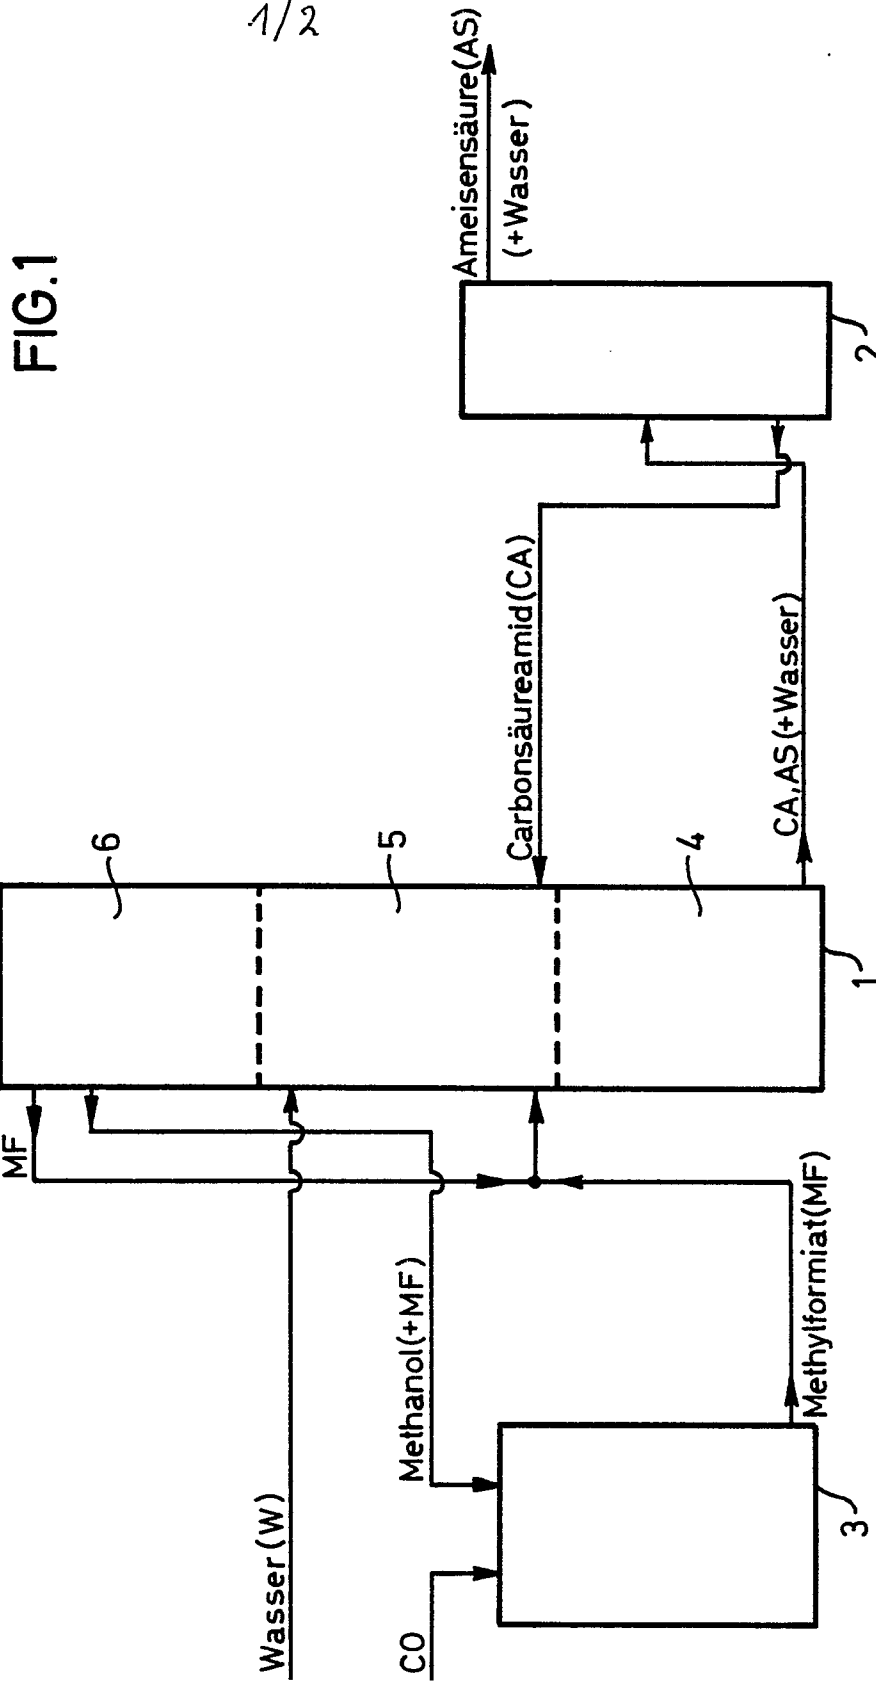 1/2
FIG.1
MF
6
5
4
1
Wasser(W)
Methanol(+MF)
CO
Methylformiat(MF)
3
Carbonsäureamid(CA)
CA,AS(+Wasser)
Ameisensäure(AS)
(+Wasser)
2